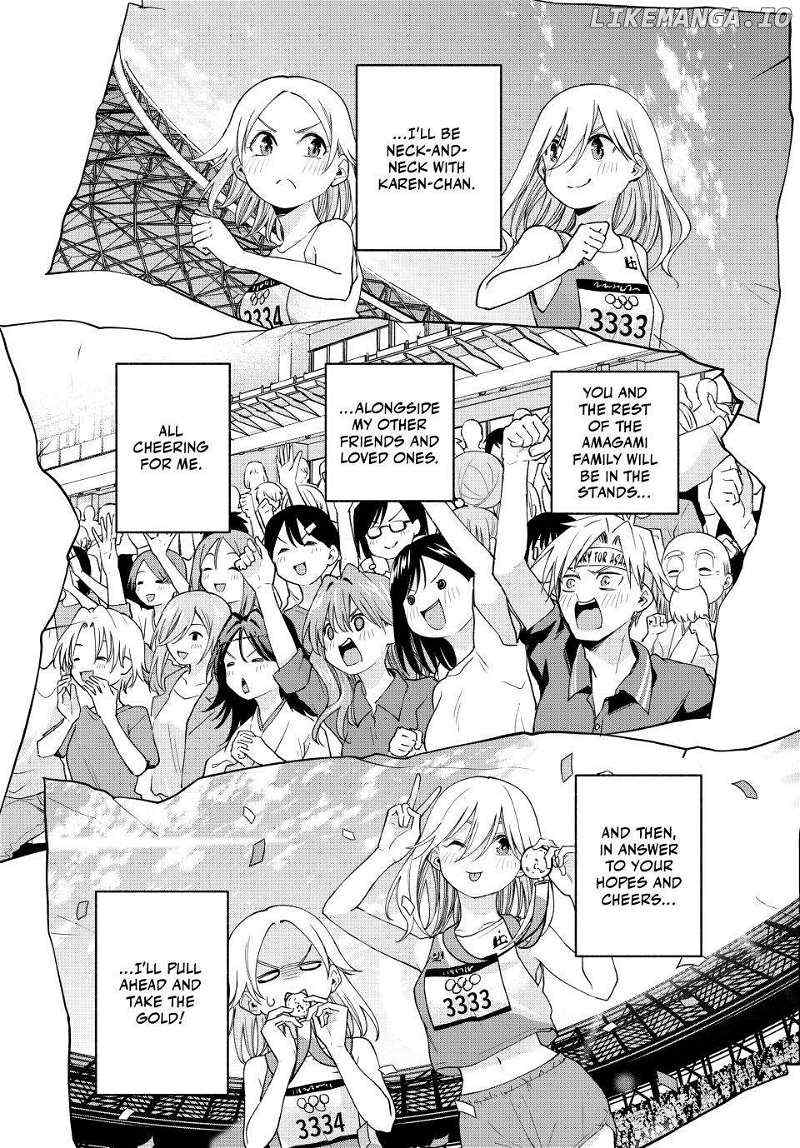 LIKEMANGA.IO
...I'LL BE
NECK-AND-
NECK WITH
KAREN-CHAN.
3334
3333
YOU AND
THE REST
OF THE
AMAGAMI
FAMILY WILL
BE IN THE
STANDS...
...ALONGSIDE
MY OTHER
FRIENDS AND
LOVED ONES.
ALL
CHEERING
FOR ME.
AND THEN,
IN ANSWER
TO YOUR
HOPES AND
CHEERS...
3333
...I'LL PULL
AHEAD AND
TAKE THE
GOLD!
3334